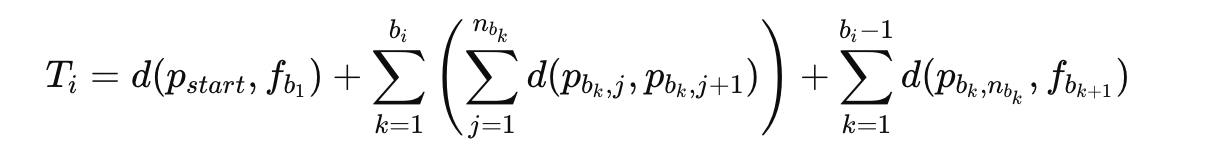 T_i = d(p_{start}, f_{b_1}) + \sum_{k=1}^{b_i} \left( \sum_{j=1}^{n_{b_k}} d(p_{b_k,j}, p_{b_k,j+1}) \right) + \sum_{k=1}^{b_i-1} d(p_{b_k,n_{b_k}}, f_{b_{k+1}})